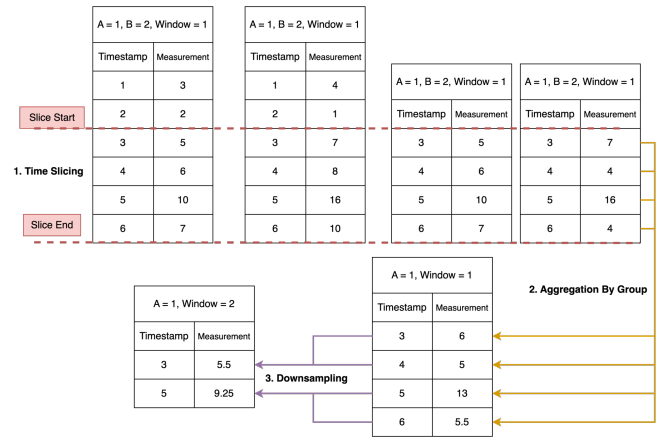 A = 1, B = 2, Window = 1
Timestamp Measurement
1 3
2 2
3 5
4 6
5 10
6 7
A = 1, B = 2, Window = 1
Timestamp Measurement
1 4
2 1
3 7
4 8
5 16
6 10
A = 1, B = 2, Window = 1
Timestamp Measurement
3 5
4 6
5 10
6 7
A = 1, B = 2, Window = 1
Timestamp Measurement
3 7
4 4
5 16
6 4
Slice Start
1. Time Slicing
Slice End
2. Aggregation By Group
A = 1, Window = 1
Timestamp Measurement
3 6
4 5
5 13
6 5.5
3. Downsampling
A = 1, Window = 2
Timestamp Measurement
3 5.5
5 9.25